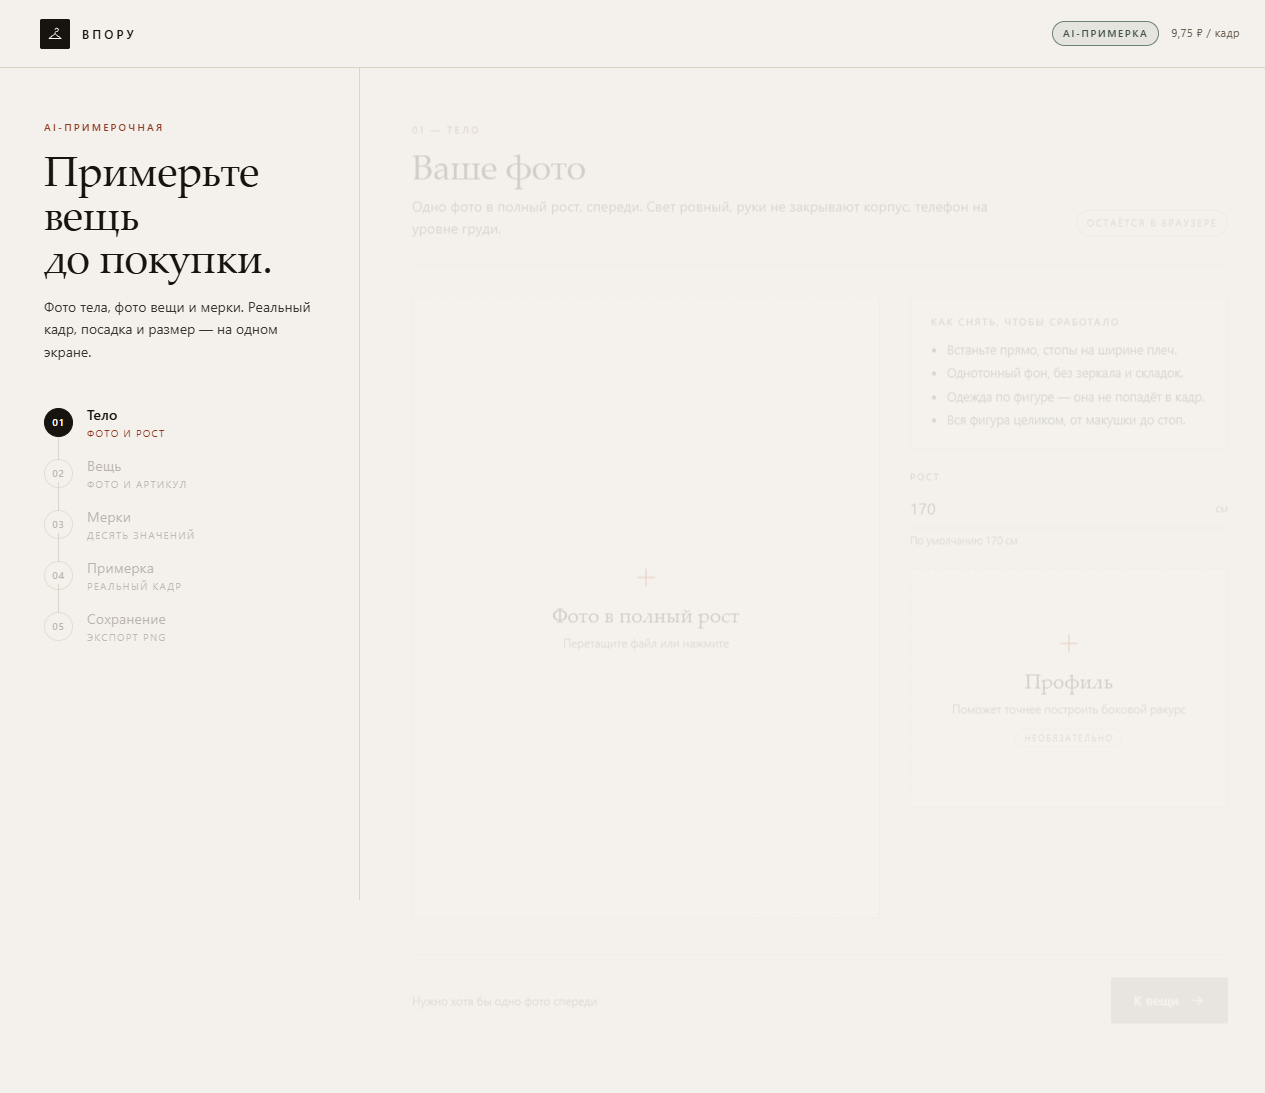 ВПОРУ
AI-ПРИМЕРКА
9,75 ₽ / кадр
AI-ПРИМЕРОЧНАЯ
Примерьте
вещь
до покупки.
Фото тела, фото вещи и мерки. Реальный
кадр, посадка и размер — на одном
экране.
01
Тело
ФОТО И РОСТ
02
Вещь
ФОТО И АРТИКУЛ
03
Мерки
ДЕСЯТЬ ЗНАЧЕНИЙ
04
Примерка
РЕАЛЬНЫЙ КАДР
05
Сохранение
ЭКСПОРТ PNG
01 — ТЕЛО
Ваше фото
Одно фото в полный рост, спереди. Свет ровный, руки не закрывают корпус, телефон на
уровне груди.
ОСТАЁТСЯ В БРАУЗЕРЕ
Фото в полный рост
Перетащите файл или нажмите
КАК СНЯТЬ, ЧТОБЫ СРАБОТАЛО
• Встаньте прямо, стопы на ширине плеч.
• Однотонный фон, без зеркала и складок.
• Одежда по фигуре — она не попадёт в кадр.
• Вся фигура целиком, от макушки до стоп.
РОСТ
170 см
По умолчанию 170 см
Профиль
Поможет точнее построить боковой ракурс
НЕОБЯЗАТЕЛЬНО
Нужно хотя бы одно фото спереди
К вещи →